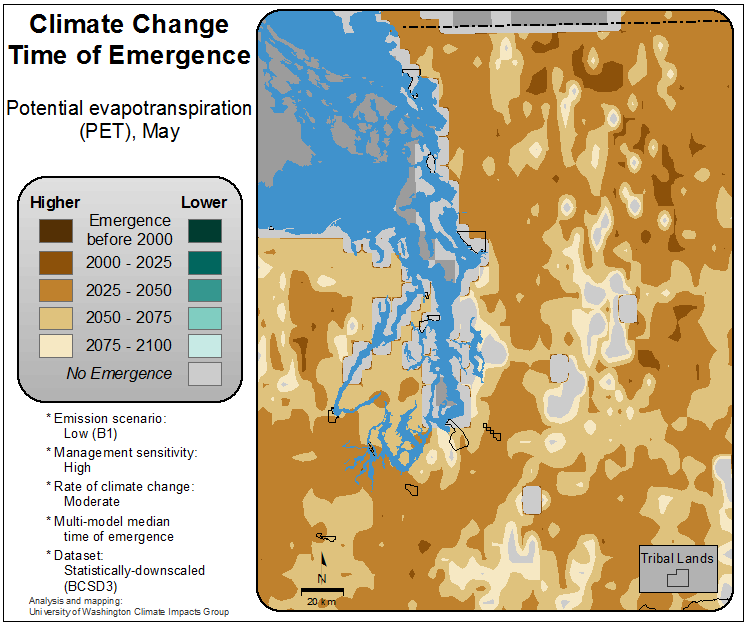 Climate Change
Time of Emergence
Potential evapotranspiration
(PET), May
Higher Lower
Emergence
before 2000
2000 - 2025
2025 - 2050
2050 - 2075
2075 - 2100
No Emergence
* Emission scenario:
Low (B1)
* Management sensitivity:
High
* Rate of climate change:
Moderate
* Multi-model median
time of emergence
* Dataset:
Statistically-downscaled
(BCSD3)
Analysis and mapping:
University of Washington Climate Impacts Group
N
20 km
Tribal Lands